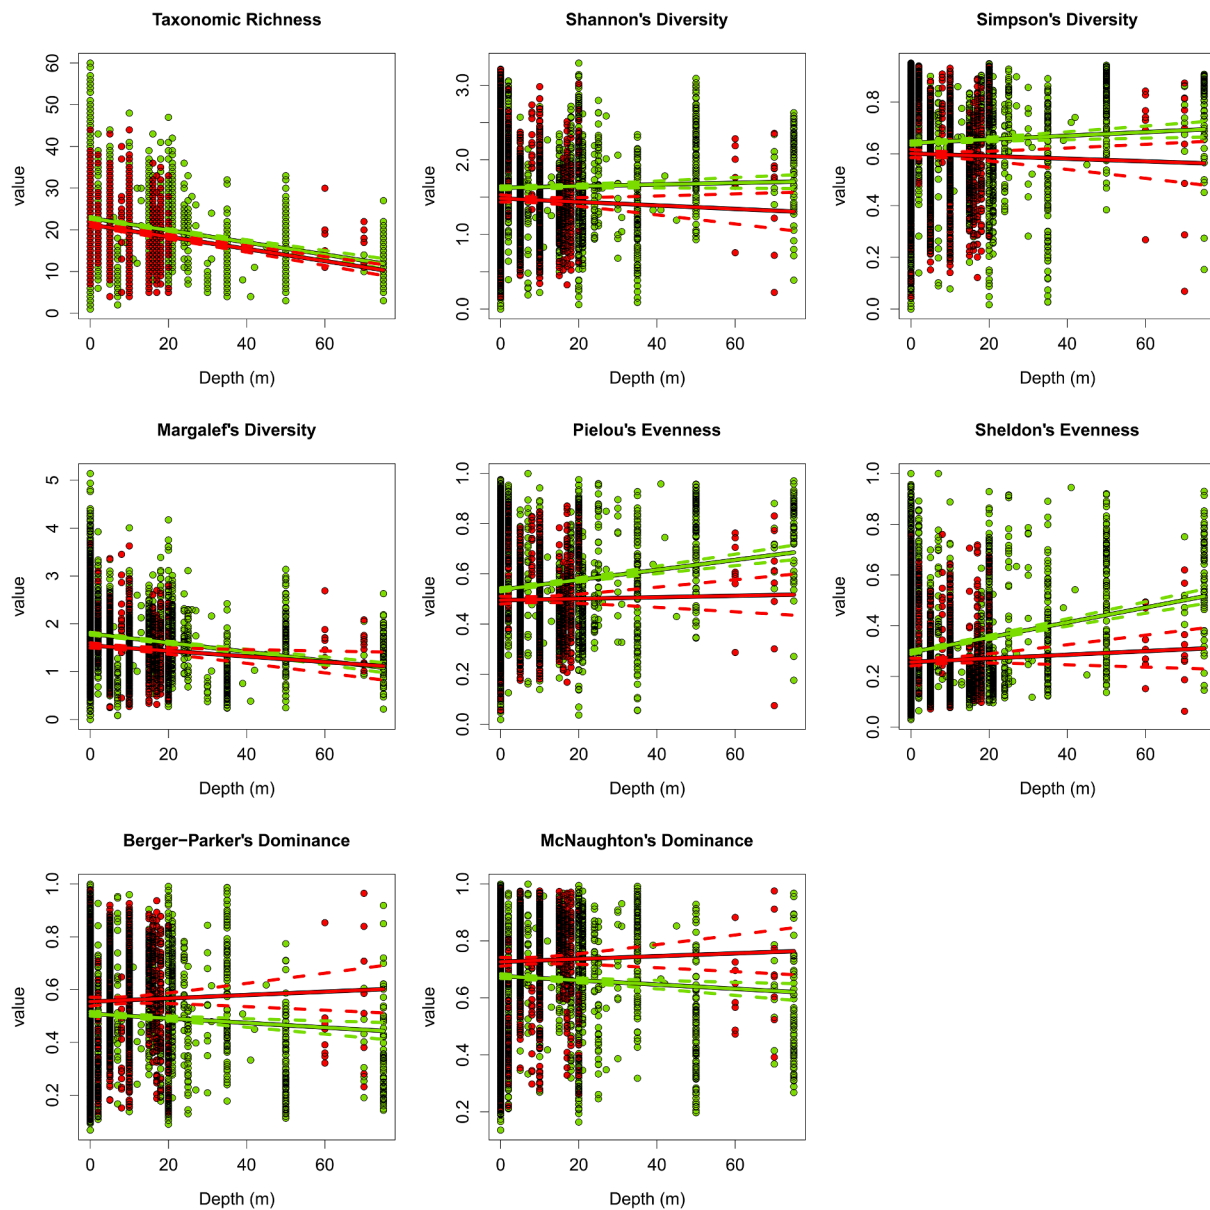 Taxonomic Richness
value
0 10 20 30 40 50 60
0 20 40 60
Depth (m)
Shannon's Diversity
value
0.0 1.0 2.0 3.0
0 20 40 60
Depth (m)
Simpson's Diversity
value
0.0 0.2 0.4 0.6 0.8
0 20 40 60
Depth (m)
Margalef's Diversity
value
0 1 2 3 4 5
0 20 40 60
Depth (m)
Pielou's Evenness
value
0.0 0.2 0.4 0.6 0.8 1.0
0 20 40 60
Depth (m)
Sheldon's Evenness
value
0.0 0.2 0.4 0.6 0.8 1.0
0 20 40 60
Depth (m)
Berger−Parker's Dominance
value
0.2 0.4 0.6 0.8 1.0
0 20 40 60
Depth (m)
McNaughton's Dominance
value
0.2 0.4 0.6 0.8 1.0
0 20 40 60
Depth (m)